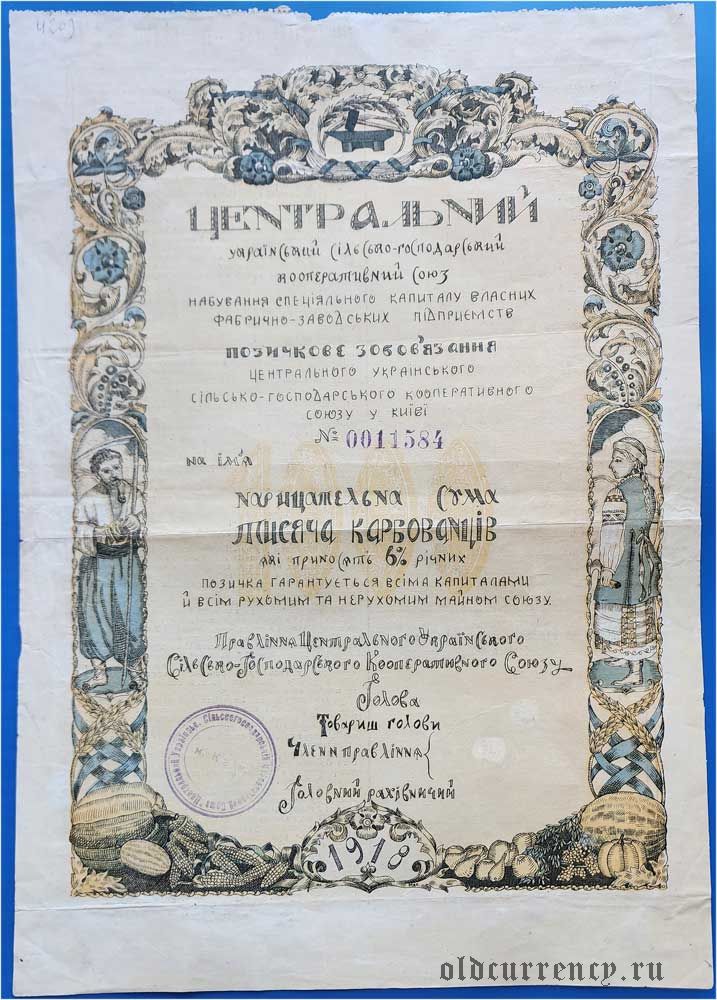 ЦЕНТРАЛЬНИЙ
УКРАЇНСЬКИЙ СІЛЬСЬКО-ГОСПОДАРСЬКИЙ
КООПЕРАТИВНИЙ СОЮЗ
НАБУВАННЯ СПЕЦІЯЛЬНОГО КАПИТАЛУ ВЛАСНИХ
ФАБРИЧНО-ЗАВОДСЬКИХ ПІДПРИЄМСТВ
ПОЗИЧКОВЕ ЗОБОВ'ЯЗАННЯ
ЦЕНТРАЛЬНОГО УКРАЇНСЬКОГО
СІЛЬСЬКО-ГОСПОДАРСЬКОГО КООПЕРАТИВНОГО
СОЮЗУ У КИЇВІ
№ 0011584
НА ІМ'Я
1000
НАРИЦАТЕЛЬНА СУМА
ТИСЯЧА КАРБОВАНЦІВ
ЯКІ ПРИНОСЯТЬ 6% РІЧНИХ
ПОЗИЧКА ГАРАНТУЄТЬСЯ ВСІМА КАПИТАЛАМИ
Й ВСІМ РУХОМИМ ТА НЕРУХОМИМ МАЙНОМ СОЮЗУ.
Правління Центрального Українського
Сільсько-Господарського Кооперативного Союзу
Голова
Товариш голови
Члени правління
Головний рахівничий
1918
oldcurrency.ru